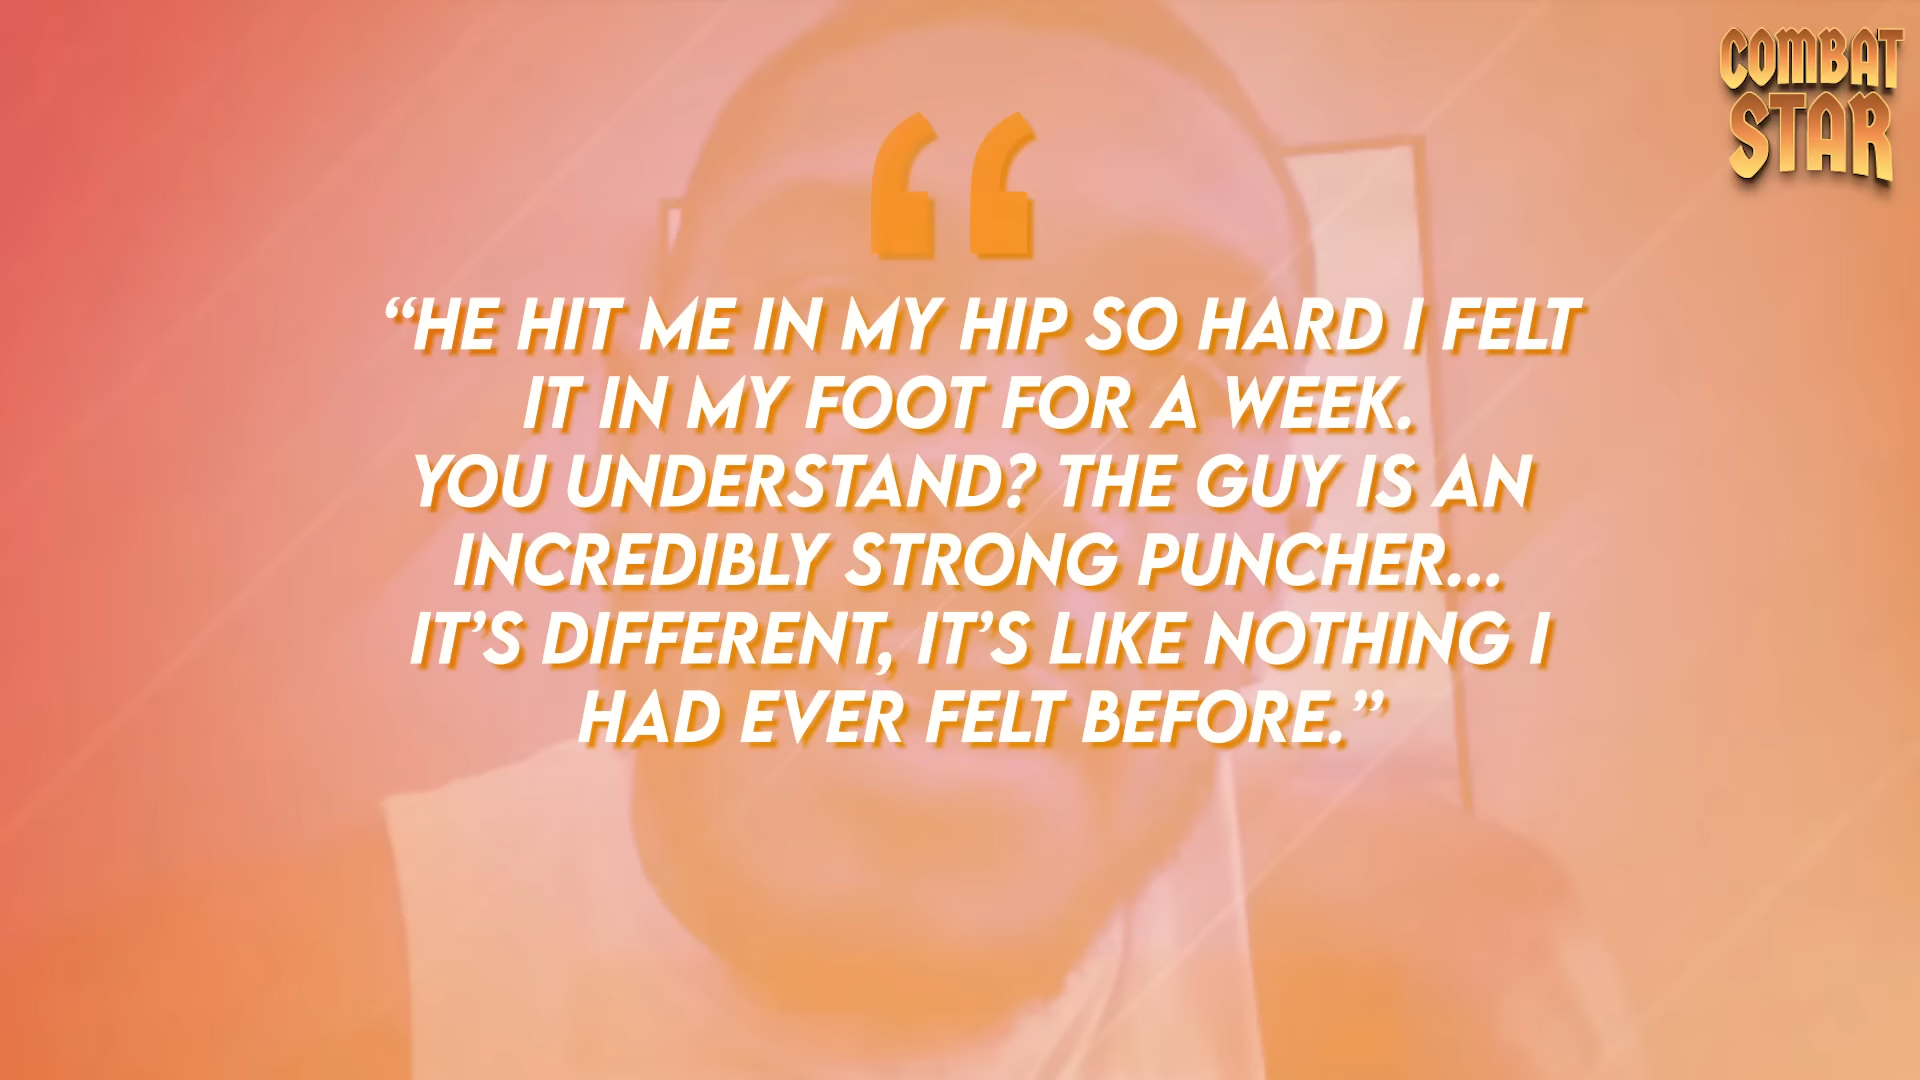 COMBAT
STAR
“
“HE HIT ME IN MY HIP SO HARD I FELT
IT IN MY FOOT FOR A WEEK.
YOU UNDERSTAND? THE GUY IS AN
INCREDIBLY STRONG PUNCHER...
IT’S DIFFERENT, IT’S LIKE NOTHING I
HAD EVER FELT BEFORE.”